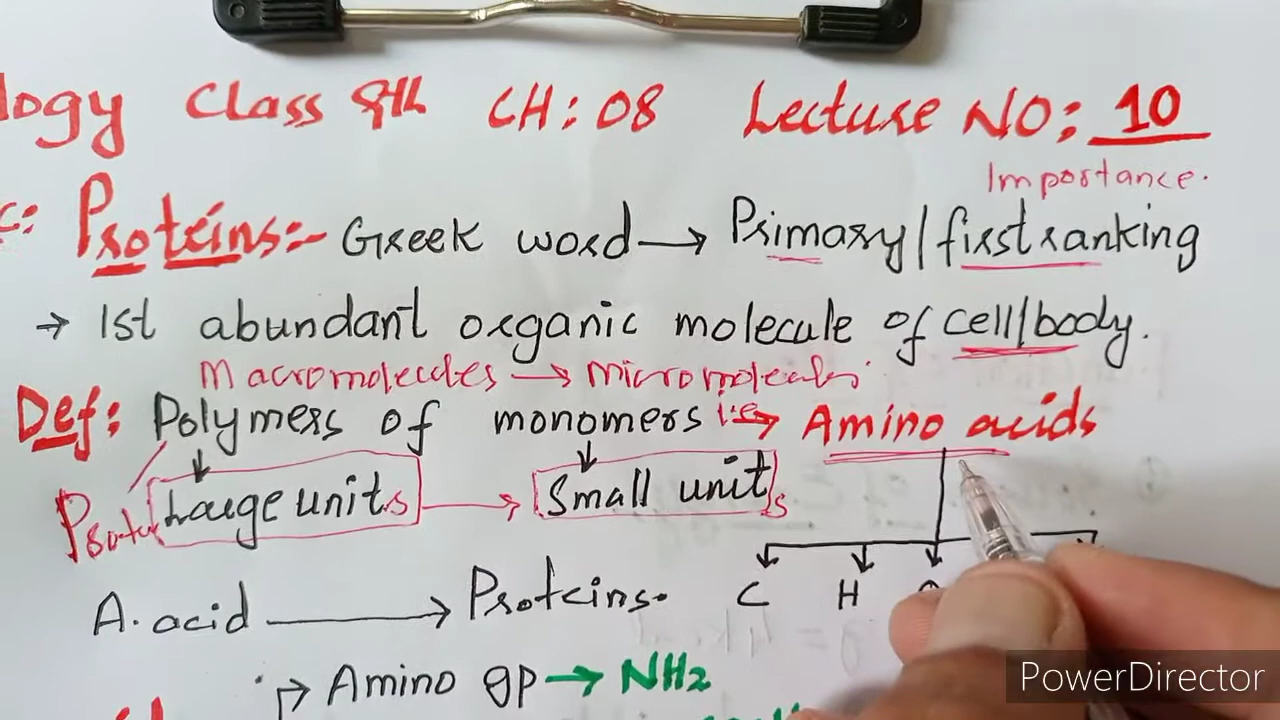 logy Class 9th CH: 08 Lecture NO: 10
Importance.
c: Proteins:- Greek word → Primary/first ranking
→ 1st abundant organic molecule of cell/body.
Macromolecules → micromolecules
Def: Polymers of monomers i.e → Amino acids
Large units → Small units
A. acid → Proteins.
C H
Amino gp → NH2
PowerDirector